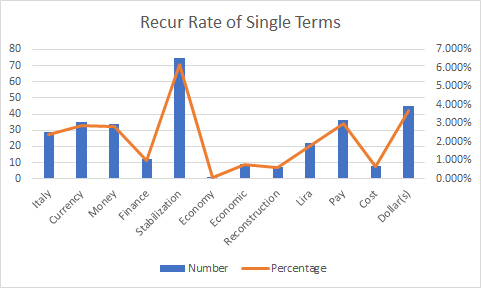 Recur Rate of Single Terms
80
70
60
50
40
30
20
10
0
7.000%
6.000%
5.000%
4.000%
3.000%
2.000%
1.000%
0.000%
Italy
Currency
Money
Finance
Stabilization
Economy
Economic
Reconstruction
Lira
Pay
Cost
Dollar(s)
Number
Percentage